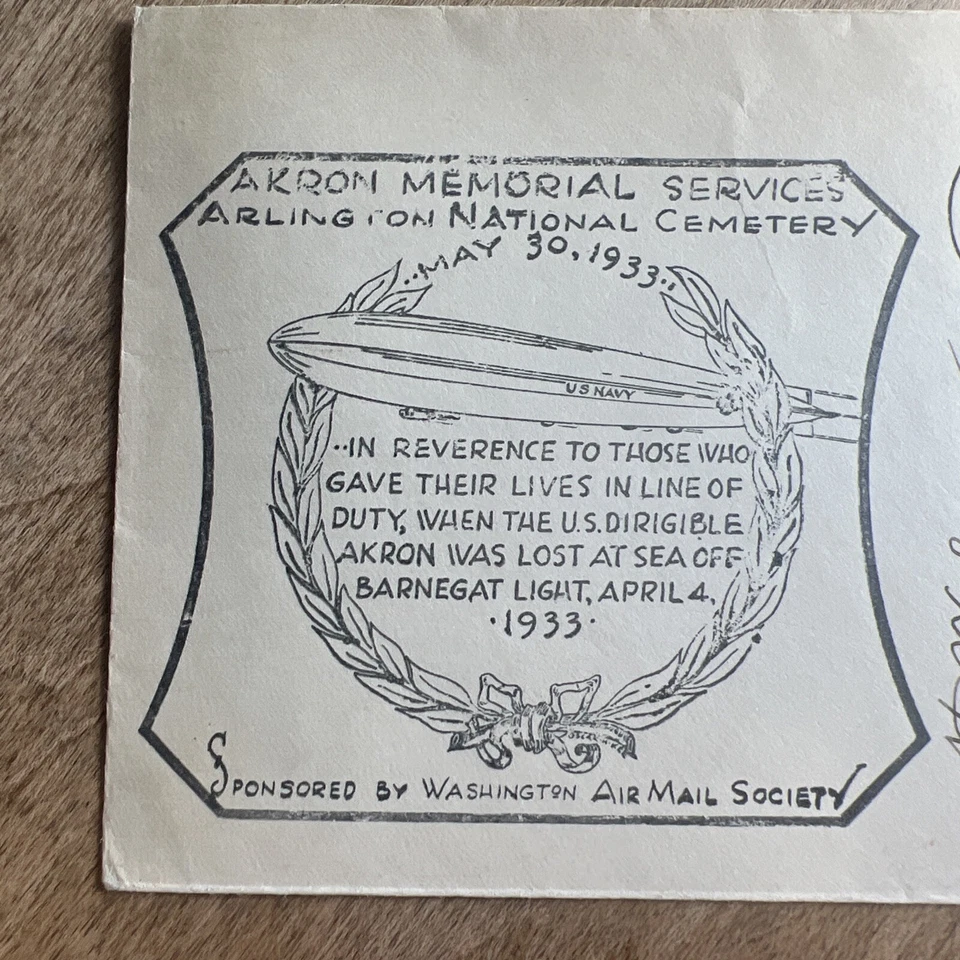 AKRON MEMORIAL SERVICES
ARLINGTON NATIONAL CEMETERY
··MAY 30, 1933··
US NAVY
··IN REVERENCE TO THOSE WHO
GAVE THEIR LIVES IN LINE OF
DUTY, WHEN THE U.S. DIRIGIBLE
AKRON WAS LOST AT SEA OFF
BARNEGAT LIGHT, APRIL 4,
·1933·
SPONSORED BY WASHINGTON AIR MAIL SOCIETY